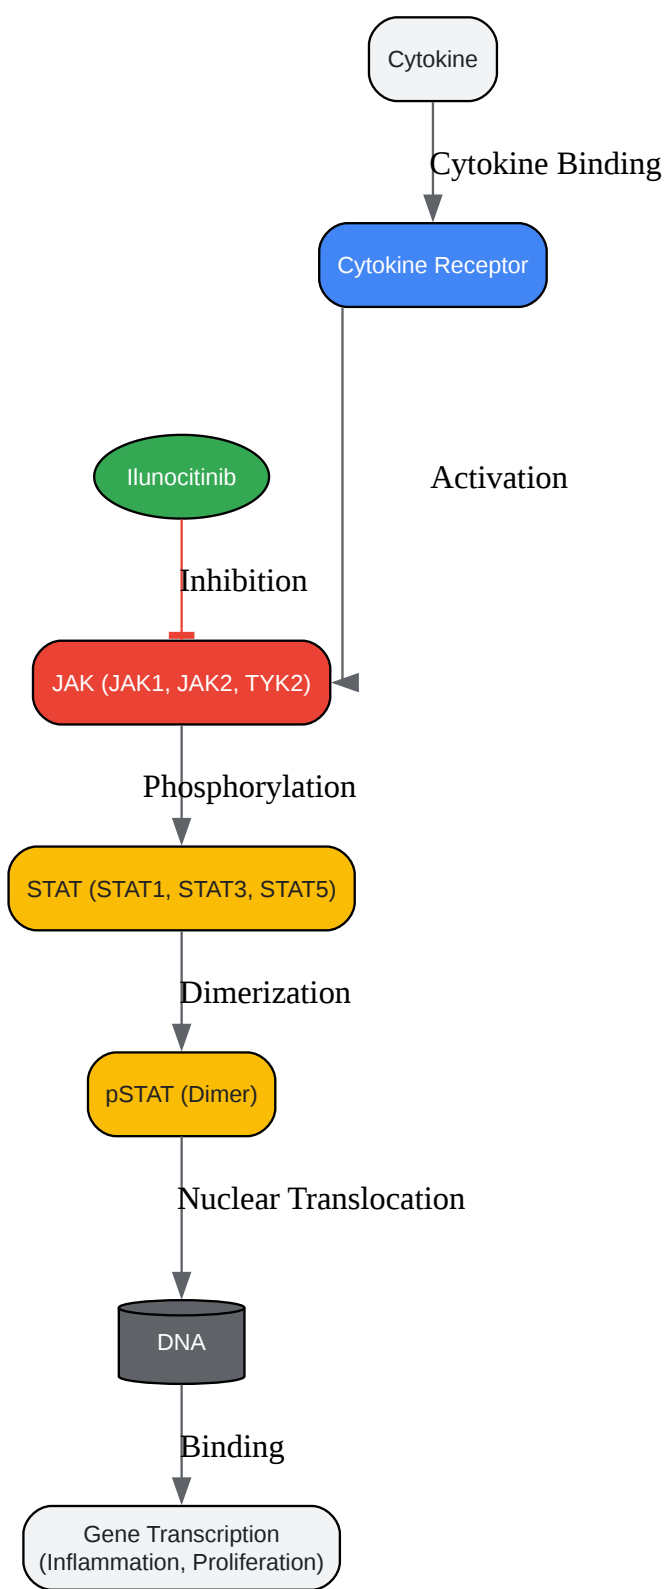 Cytokine
Cytokine Binding
Cytokine Receptor
Ilunocitinib
Activation
Inhibition
JAK (JAK1, JAK2, TYK2)
Phosphorylation
STAT (STAT1, STAT3, STAT5)
Dimerization
pSTAT (Dimer)
Nuclear Translocation
DNA
Binding
Gene Transcription
(Inflammation, Proliferation)